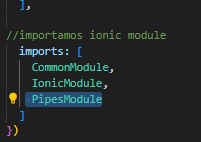 ],
//importamos ionic module
imports: [
CommonModule,
IonicModule,
PipesModule
]
})